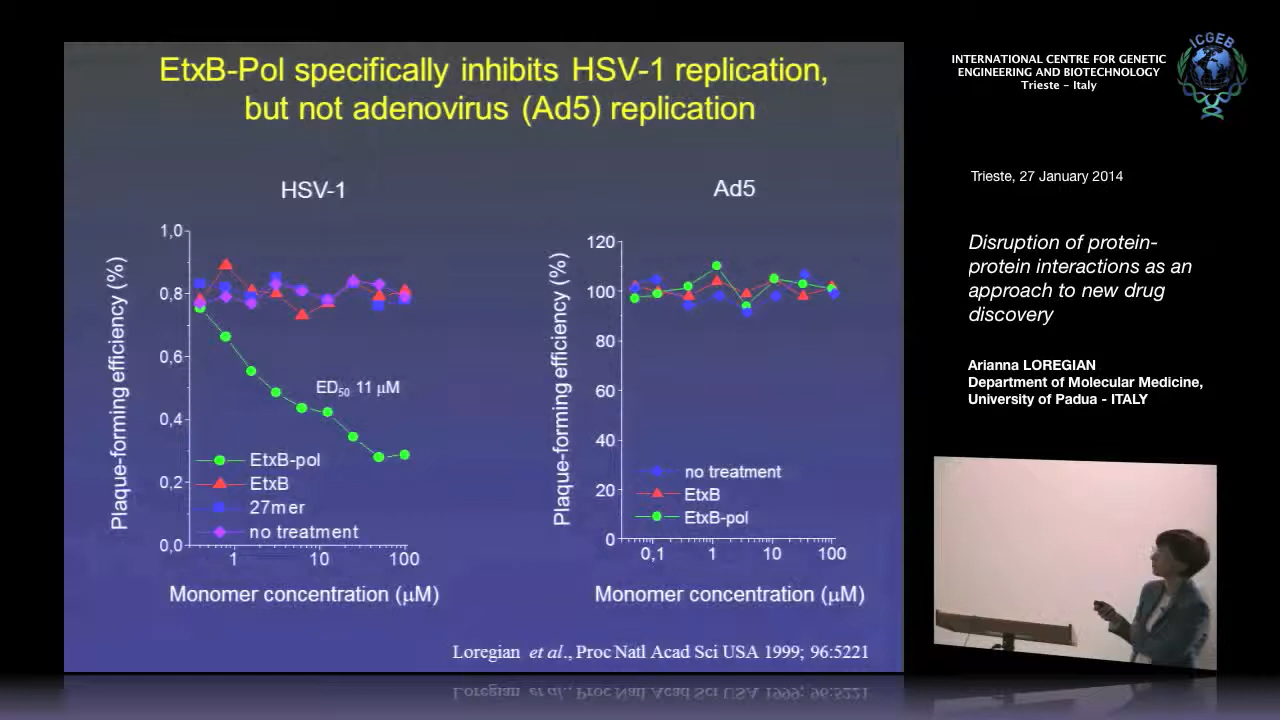 EtxB-Pol specifically inhibits HSV-1 replication,
but not adenovirus (Ad5) replication
HSV-1
Plaque-forming efficiency (%)
1,0
0,8
0,6
0,4
0,2
0,0
ED50 11 μM
EtxB-pol
EtxB
27mer
no treatment
1
10
100
Monomer concentration (μM)
Ad5
Plaque-forming efficiency (%)
120
100
80
60
40
20
0
no treatment
EtxB
EtxB-pol
0,1
1
10
100
Monomer concentration (μM)
Loregian et al., Proc Natl Acad Sci USA 1999; 96:5221
INTERNATIONAL CENTRE FOR GENETIC
ENGINEERING AND BIOTECHNOLOGY
Trieste - Italy
ICGEB
Trieste, 27 January 2014
Disruption of protein-
protein interactions as an
approach to new drug
discovery
Arianna LOREGIAN
Department of Molecular Medicine,
University of Padua - ITALY